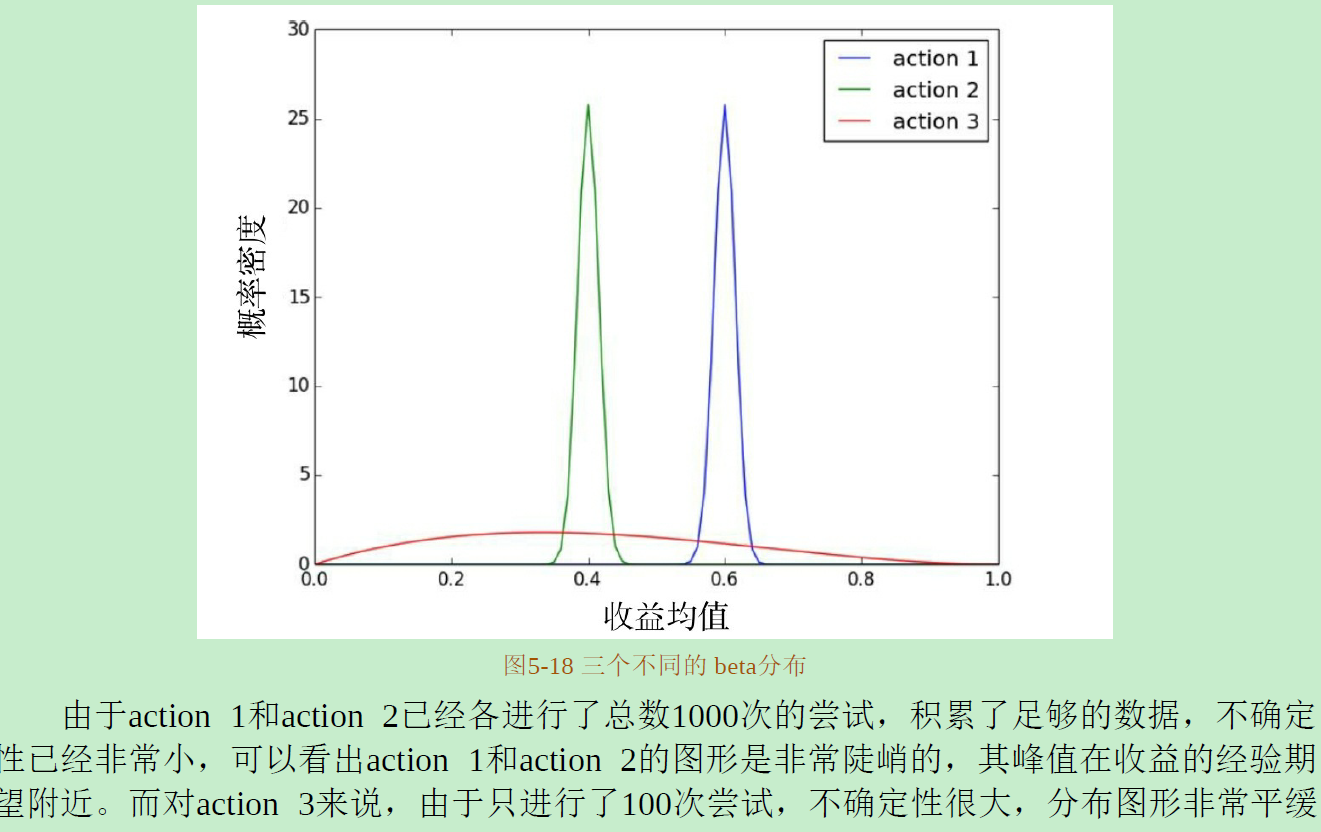 30
25
20
15
10
5
0
概率密度
action 1
action 2
action 3
0.0 0.2 0.4 0.6 0.8 1.0
收益均值
图5-18 三个不同的 beta分布
由于action 1和action 2已经各进行了总数1000次的尝试，积累了足够的数据，不确定
性已经非常小，可以看出action 1和action 2的图形是非常陡峭的，其峰值在收益的经验期
望附近。而对action 3来说，由于只进行了100次尝试，不确定性很大，分布图形非常平缓